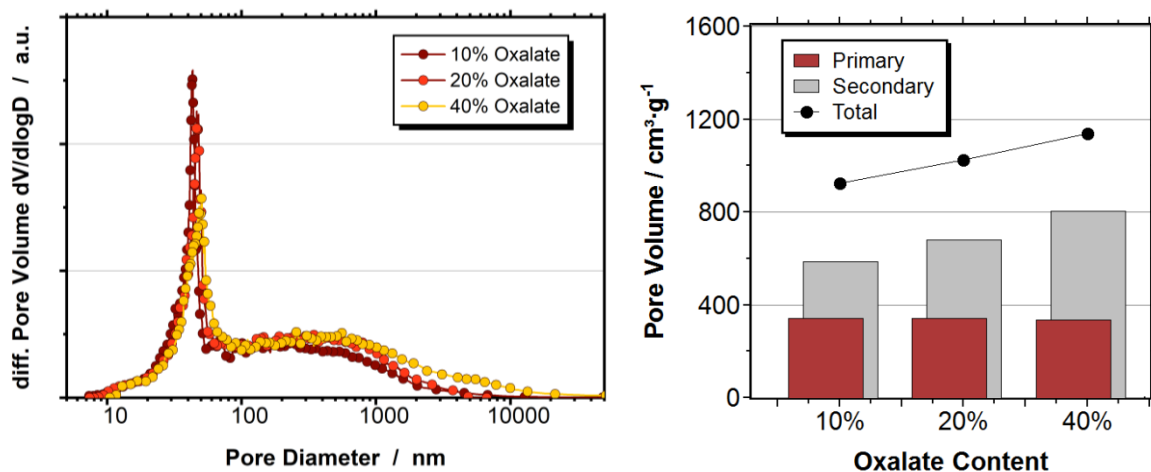 diff. Pore Volume dV/dlogD / a.u.
10% Oxalate
20% Oxalate
40% Oxalate
10
100
1000
10000
Pore Diameter / nm
Pore Volume / cm³·g⁻¹
1600
1200
800
400
0
Primary
Secondary
Total
10%
20%
40%
Oxalate Content